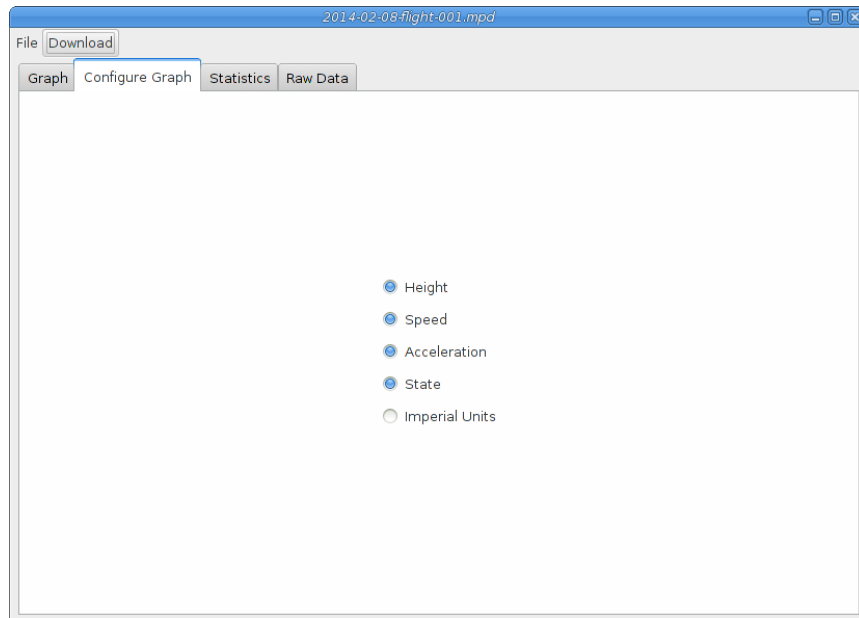 2014-02-08-flight-001.mpd
File Download
Graph Configure Graph Statistics Raw Data
Height
Speed
Acceleration
State
Imperial Units